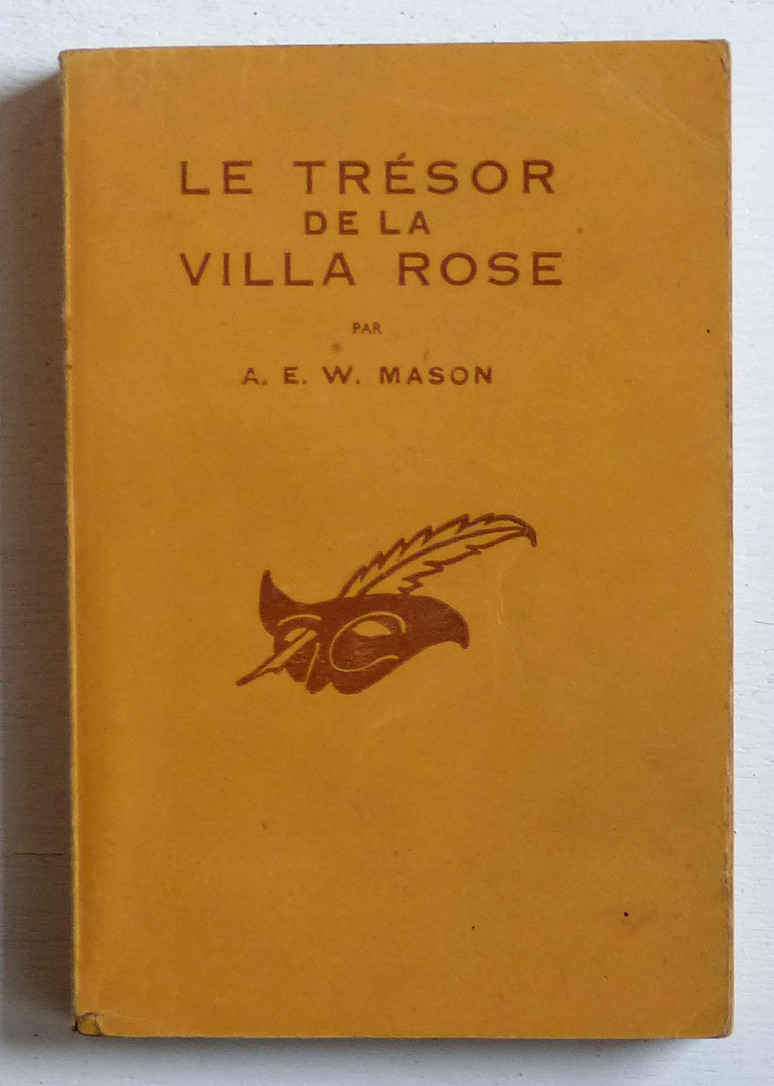 LE TRÉSOR
DE LA
VILLA ROSE
PAR
A. E. W. MASON